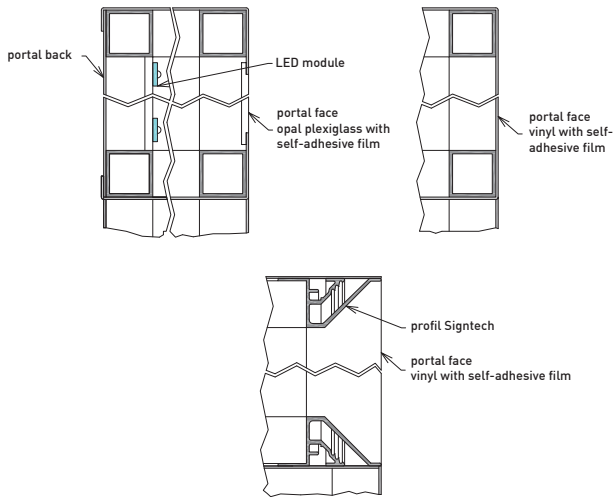 portal back
LED module
portal face
opal plexiglass with
self-adhesive film
portal face
vinyl with self-
adhesive film
profil Signtech
portal face
vinyl with self-adhesive film